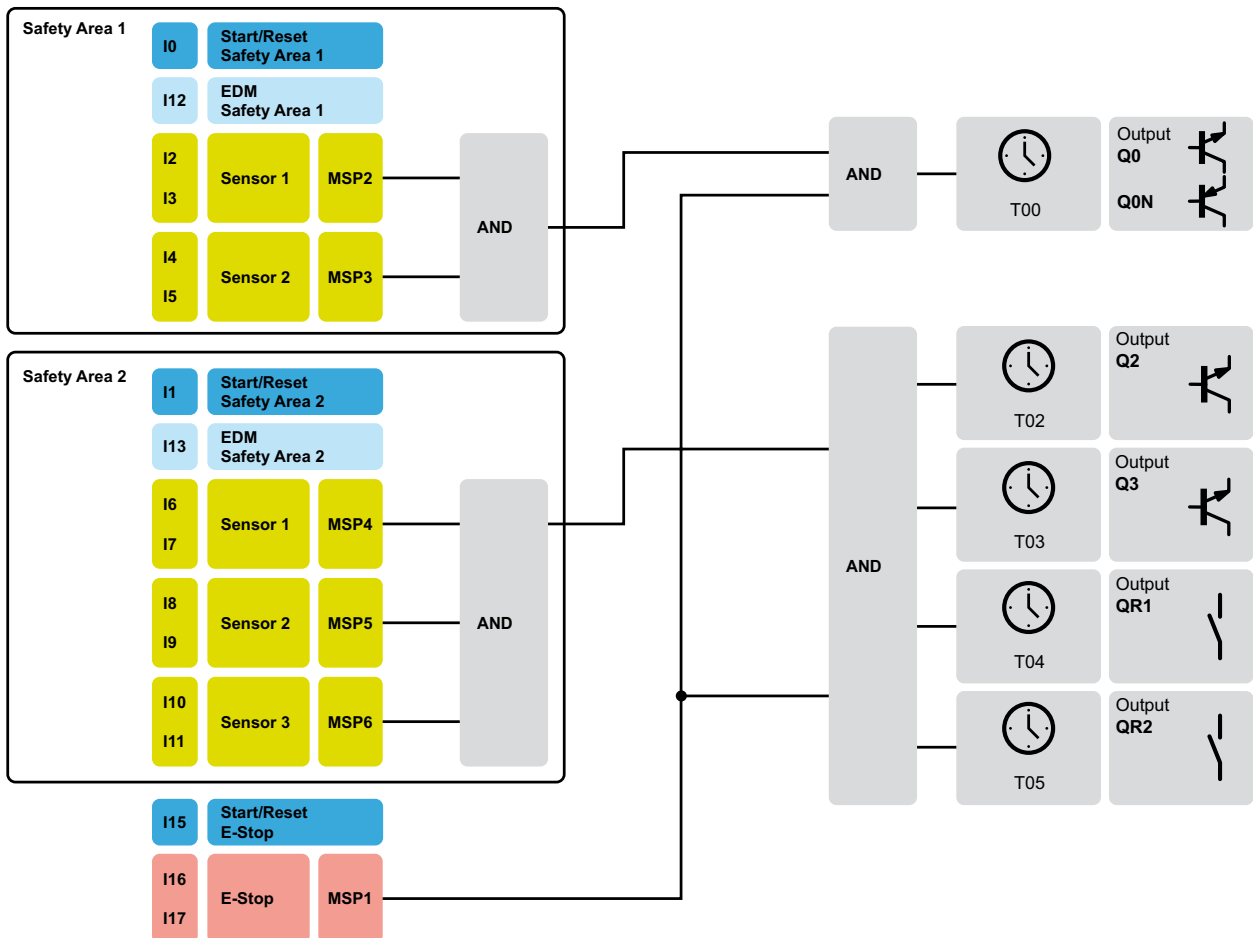 Safety Area 1
I0
Start/Reset
Safety Area 1
I12
EDM
Safety Area 1
I2
I3
Sensor 1
MSP2
I4
I5
Sensor 2
MSP3
AND
Safety Area 2
I1
Start/Reset
Safety Area 2
I13
EDM
Safety Area 2
I6
I7
Sensor 1
MSP4
I8
I9
Sensor 2
MSP5
I10
I11
Sensor 3
MSP6
AND
I15
Start/Reset
E-Stop
I16
I17
E-Stop
MSP1
AND
T00
Output
Q0
Q0N
AND
T02
Output
Q2
T03
Output
Q3
T04
Output
QR1
T05
Output
QR2